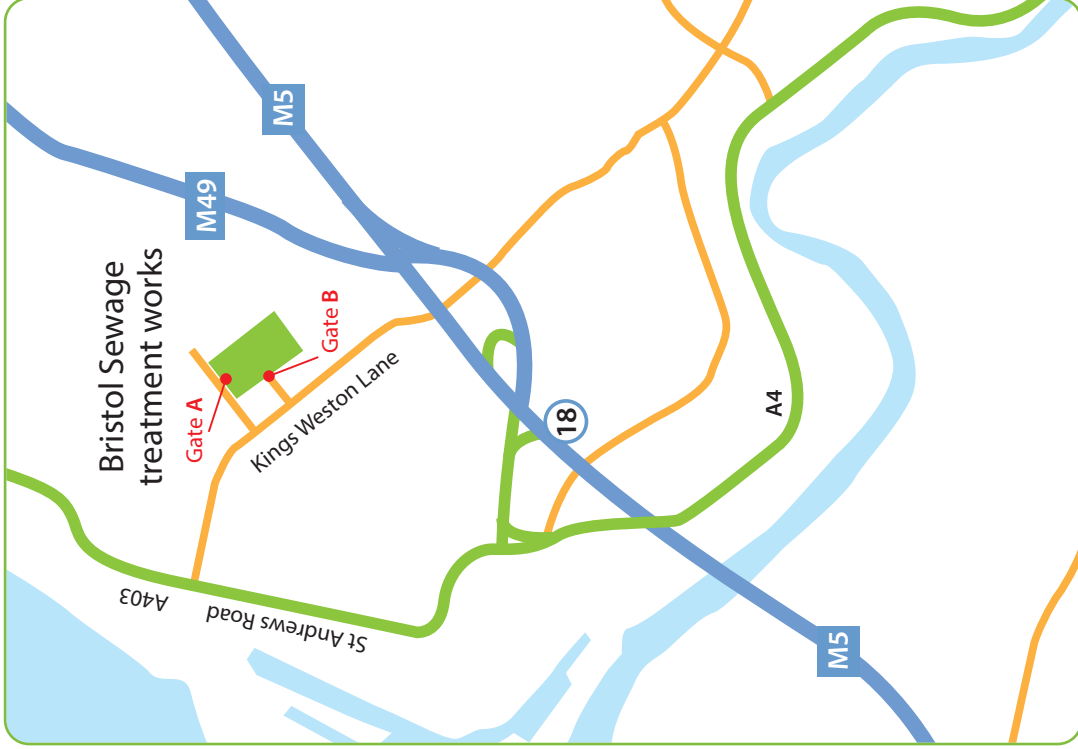 Bristol Sewage
treatment works
Gate A
Gate B
Kings Weston Lane
M49
M5
18
A4
A403
St Andrews Road
M5